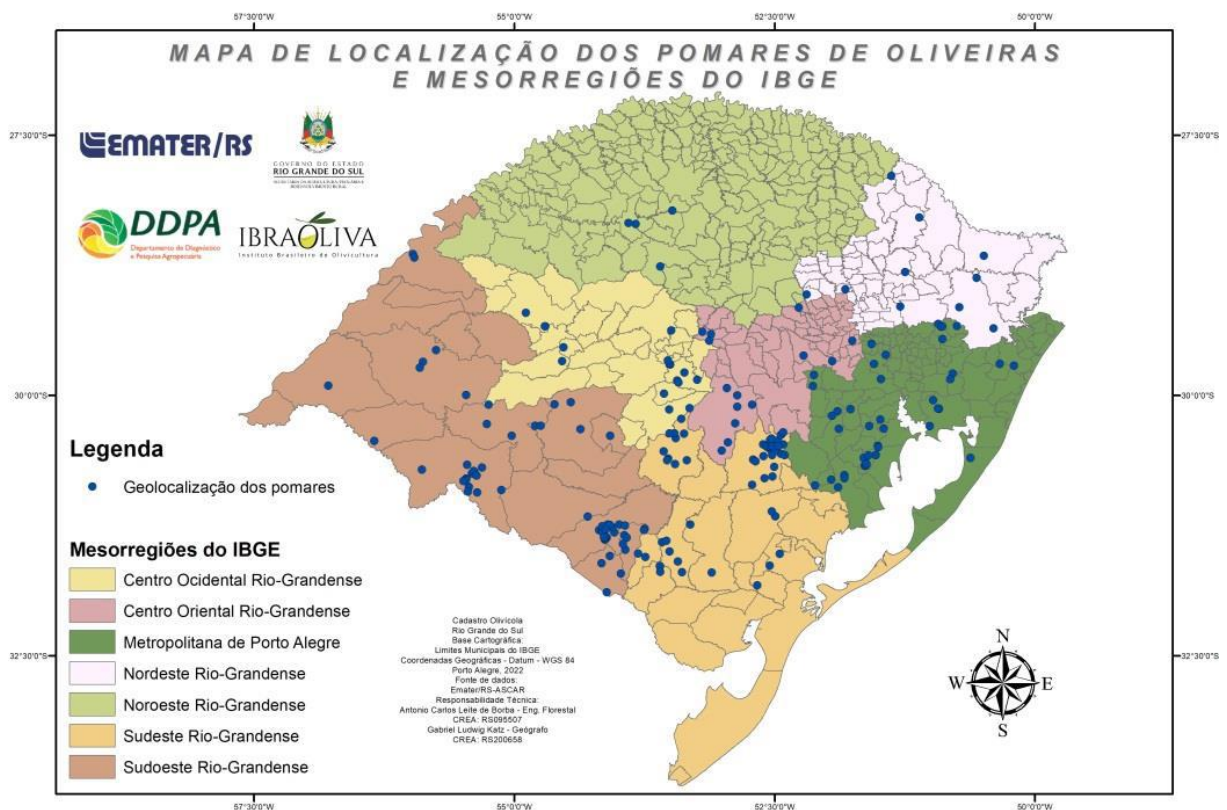 57°30'0"W 55°0'0"W 52°30'0"W 50°0'0"W
MAPA DE LOCALIZAÇÃO DOS POMARES DE OLIVEIRAS
E MESORREGIÕES DO IBGE
27°30'0"S 27°30'0"S
EMATER/RS
GOVERNO DO ESTADO
RIO GRANDE DO SUL
DDPA
Departamento de Diagnóstico
e Pesquisa Agropecuária
IBRAOLIVA
Instituto Brasileiro de Olivicultura
30°0'0"S 30°0'0"S
Legenda
Geolocalização dos pomares
Mesorregiões do IBGE
Centro Ocidental Rio-Grandense
Centro Oriental Rio-Grandense
Metropolitana de Porto Alegre
Nordeste Rio-Grandense
Noroeste Rio-Grandense
Sudeste Rio-Grandense
Sudoeste Rio-Grandense
Cadastro Olivícola
Rio Grande do Sul
Base Cartográfica:
Limites Municipais do IBGE
Coordenadas Geográficas - Datum - WGS 84
Porto Alegre, 2022
Fonte de dados:
Emater/RS-ASCAR
Responsabilidade Técnica:
Antonio Carlos Leite de Borba - Eng. Florestal
CREA: RS095507
Gabriel Ludwig Katz - Geógrafo
CREA: RS200658
32°30'0"S 32°30'0"S
N
W E
S
57°30'0"W 55°0'0"W 52°30'0"W 50°0'0"W